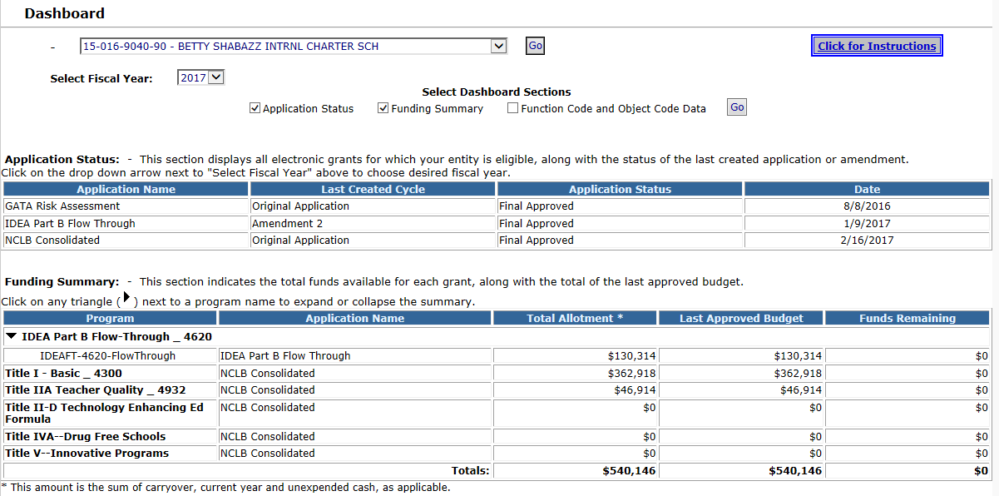 Dashboard
- 15-016-9040-90 - BETTY SHABAZZ INTRNL CHARTER SCH Go Click for Instructions
Select Fiscal Year: 2017
Select Dashboard Sections
Application Status Funding Summary Function Code and Object Code Data Go
Application Status: - This section displays all electronic grants for which your entity is eligible, along with the status of the last created application or amendment.
Click on the drop down arrow next to "Select Fiscal Year" above to choose desired fiscal year.
Application Name Last Created Cycle Application Status Date
GATA Risk Assessment Original Application Final Approved 8/8/2016
IDEA Part B Flow Through Amendment 2 Final Approved 1/9/2017
NCLB Consolidated Original Application Final Approved 2/16/2017
Funding Summary: - This section indicates the total funds available for each grant, along with the total of the last approved budget.
Click on any triangle ( ) next to a program name to expand or collapse the summary.
Program Application Name Total Allotment * Last Approved Budget Funds Remaining
IDEA Part B Flow-Through _ 4620
IDEAFT-4620-FlowThrough IDEA Part B Flow Through $130,314 $130,314 $0
Title I - Basic _ 4300 NCLB Consolidated $362,918 $362,918 $0
Title IIA Teacher Quality _ 4932 NCLB Consolidated $46,914 $46,914 $0
Title II-D Technology Enhancing Ed NCLB Consolidated $0 $0 $0
Formula
Title IVA--Drug Free Schools NCLB Consolidated $0 $0 $0
Title V--Innovative Programs NCLB Consolidated $0 $0 $0
Totals: $540,146 $540,146 $0
* This amount is the sum of carryover, current year and unexpended cash, as applicable.